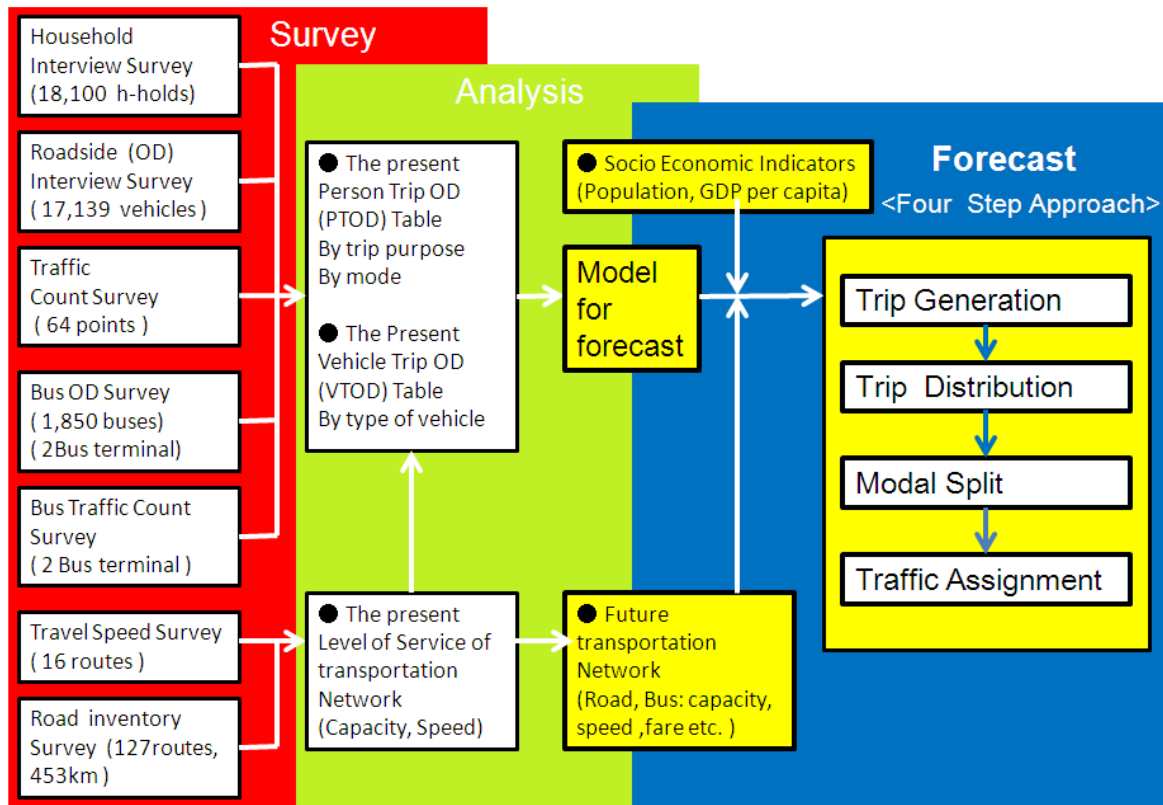 Survey
Household
Interview Survey
(18,100 h-holds)
Roadside (OD)
Interview Survey
( 17,139 vehicles )
Traffic
Count Survey
( 64 points )
Bus OD Survey
( 1,850 buses)
( 2Bus terminal)
Bus Traffic Count
Survey
( 2 Bus terminal )
Travel Speed Survey
( 16 routes )
Road inventory
Survey (127routes,
453km )
Analysis
● The present
Person Trip OD
(PTOD) Table
By trip purpose
By mode
● The Present
Vehicle Trip OD
(VTOD) Table
By type of vehicle
● The present
Level of Service of
transportation
Network
(Capacity, Speed)
● Socio Economic Indicators
(Population, GDP per capita)
Model
for
forecast
● Future
transportation
Network
(Road, Bus: capacity,
speed ,fare etc. )
Forecast
<Four Step Approach>
Trip Generation
Trip Distribution
Modal Split
Traffic Assignment